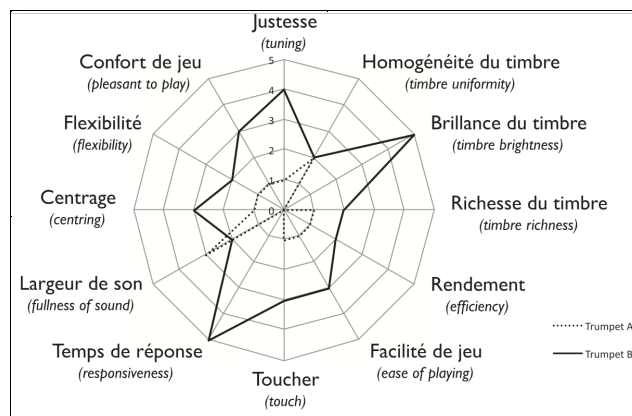 Justesse
(tuning)
Confort de jeu
(pleasant to play)
Homogénéité du timbre
(timbre uniformity)
Flexibilité
(flexibility)
Brillance du timbre
(timbre brightness)
Centrage
(centring)
Richesse du timbre
(timbre richness)
Largeur de son
(fullness of sound)
Rendement
(efficiency)
Temps de réponse
(responsiveness)
Facilité de jeu
(ease of playing)
Toucher
(touch)
5
4
3
2
1
0
Trumpet A
Trumpet B